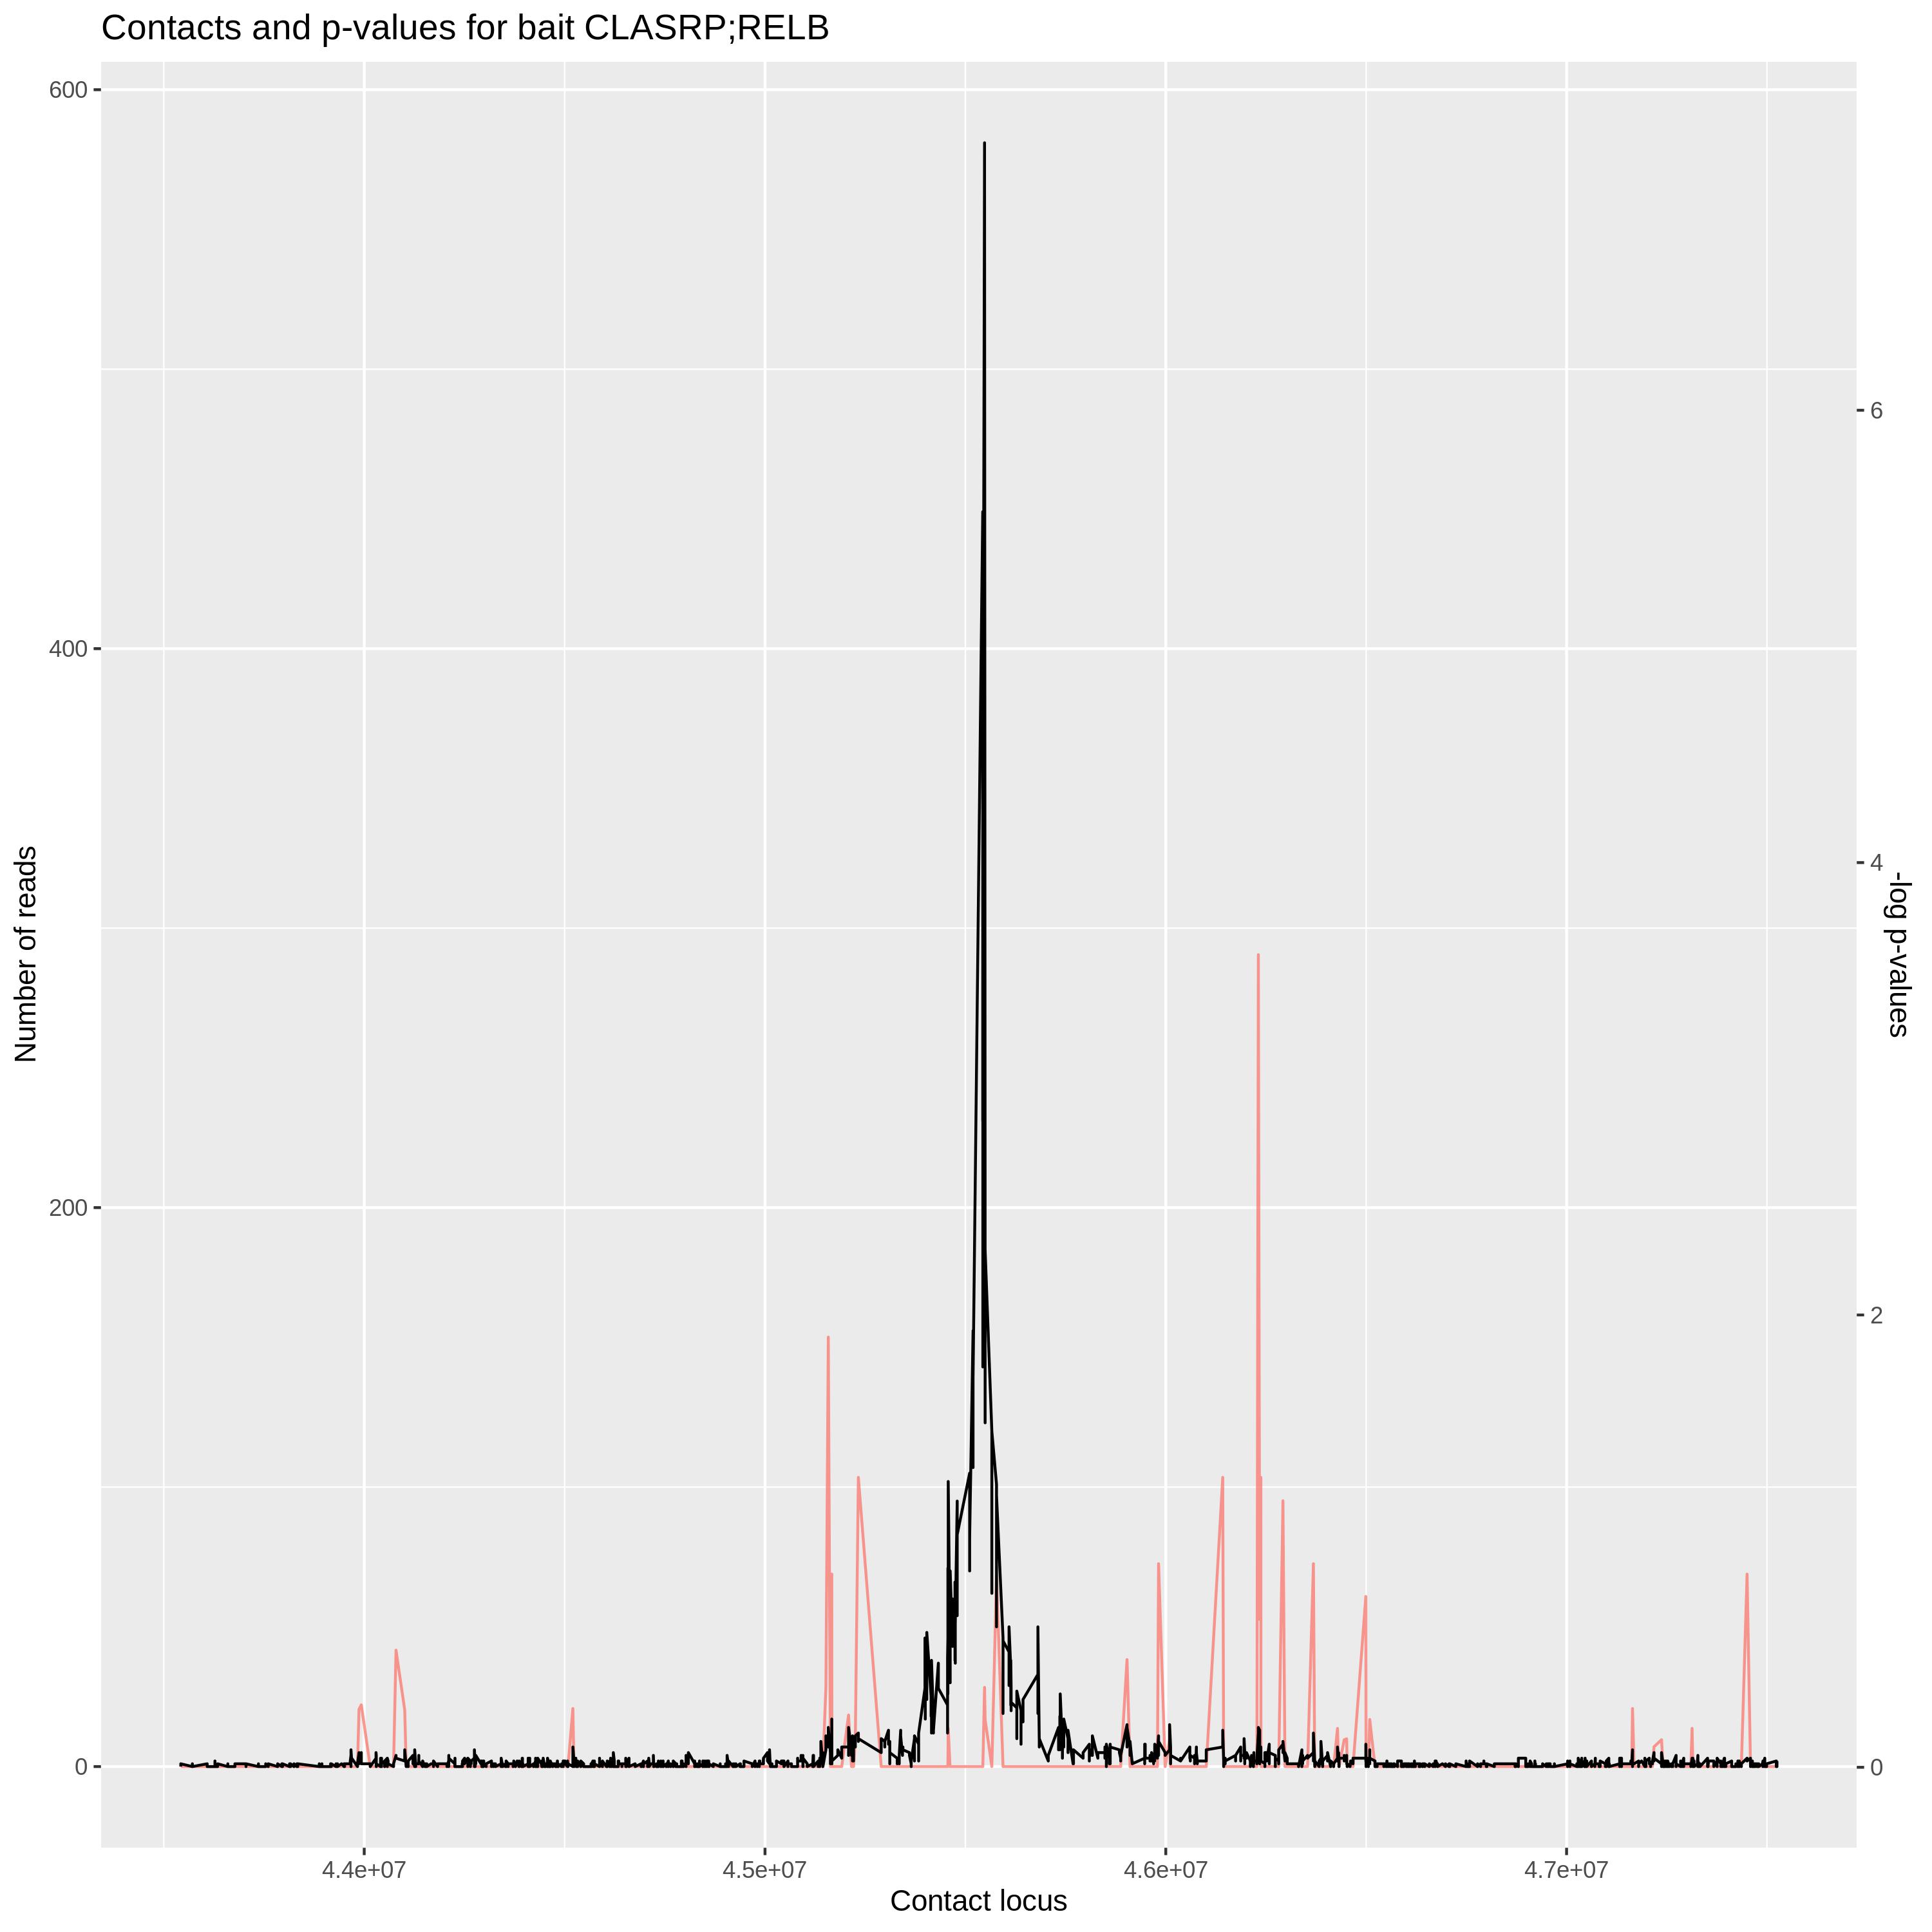 Contacts and p-values for bait CLASRP;RELB
600
400
200
0
Number of reads
6
4
2
0
-log p-values
4.4e+07
4.5e+07
4.6e+07
4.7e+07
Contact locus